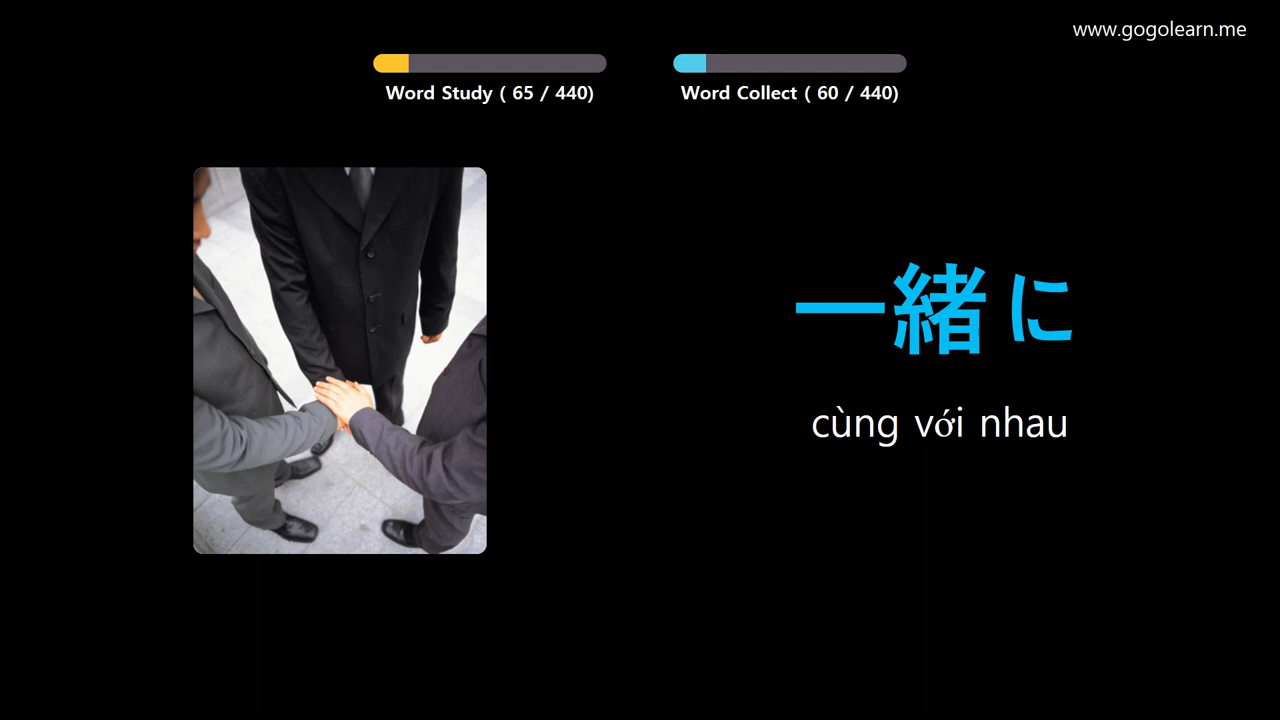 www.gogolearn.me
Word Study ( 65 / 440)
Word Collect ( 60 / 440)
一緒に
cùng với nhau